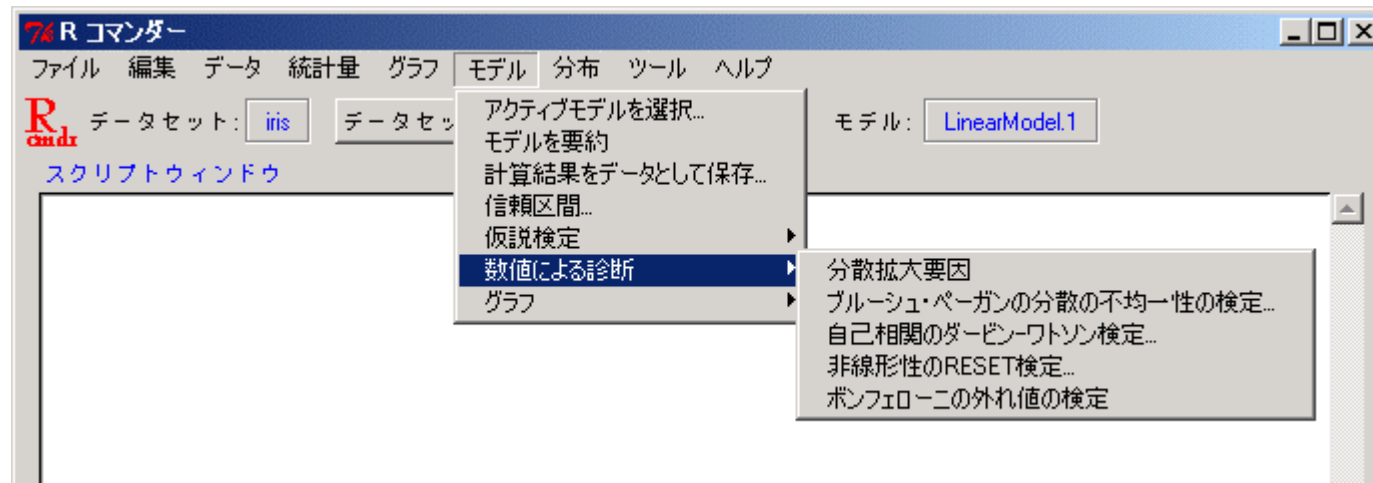 R コマンダー
ファイル 編集 データ 統計量 グラフ モデル 分布 ツール ヘルプ
Rcmdr データセット: iris データセッ モデル: LinearModel.1
スクリプトウィンドウ
アクティブモデルを選択...
モデルを要約
計算結果をデータとして保存...
信頼区間...
仮説検定
数値による診断
グラフ
分散拡大要因
ブルーシュ・ペーガンの分散の不均一性の検定...
自己相関のダービン-ワトソン検定...
非線形性のRESET検定...
ボンフェローニの外れ値の検定